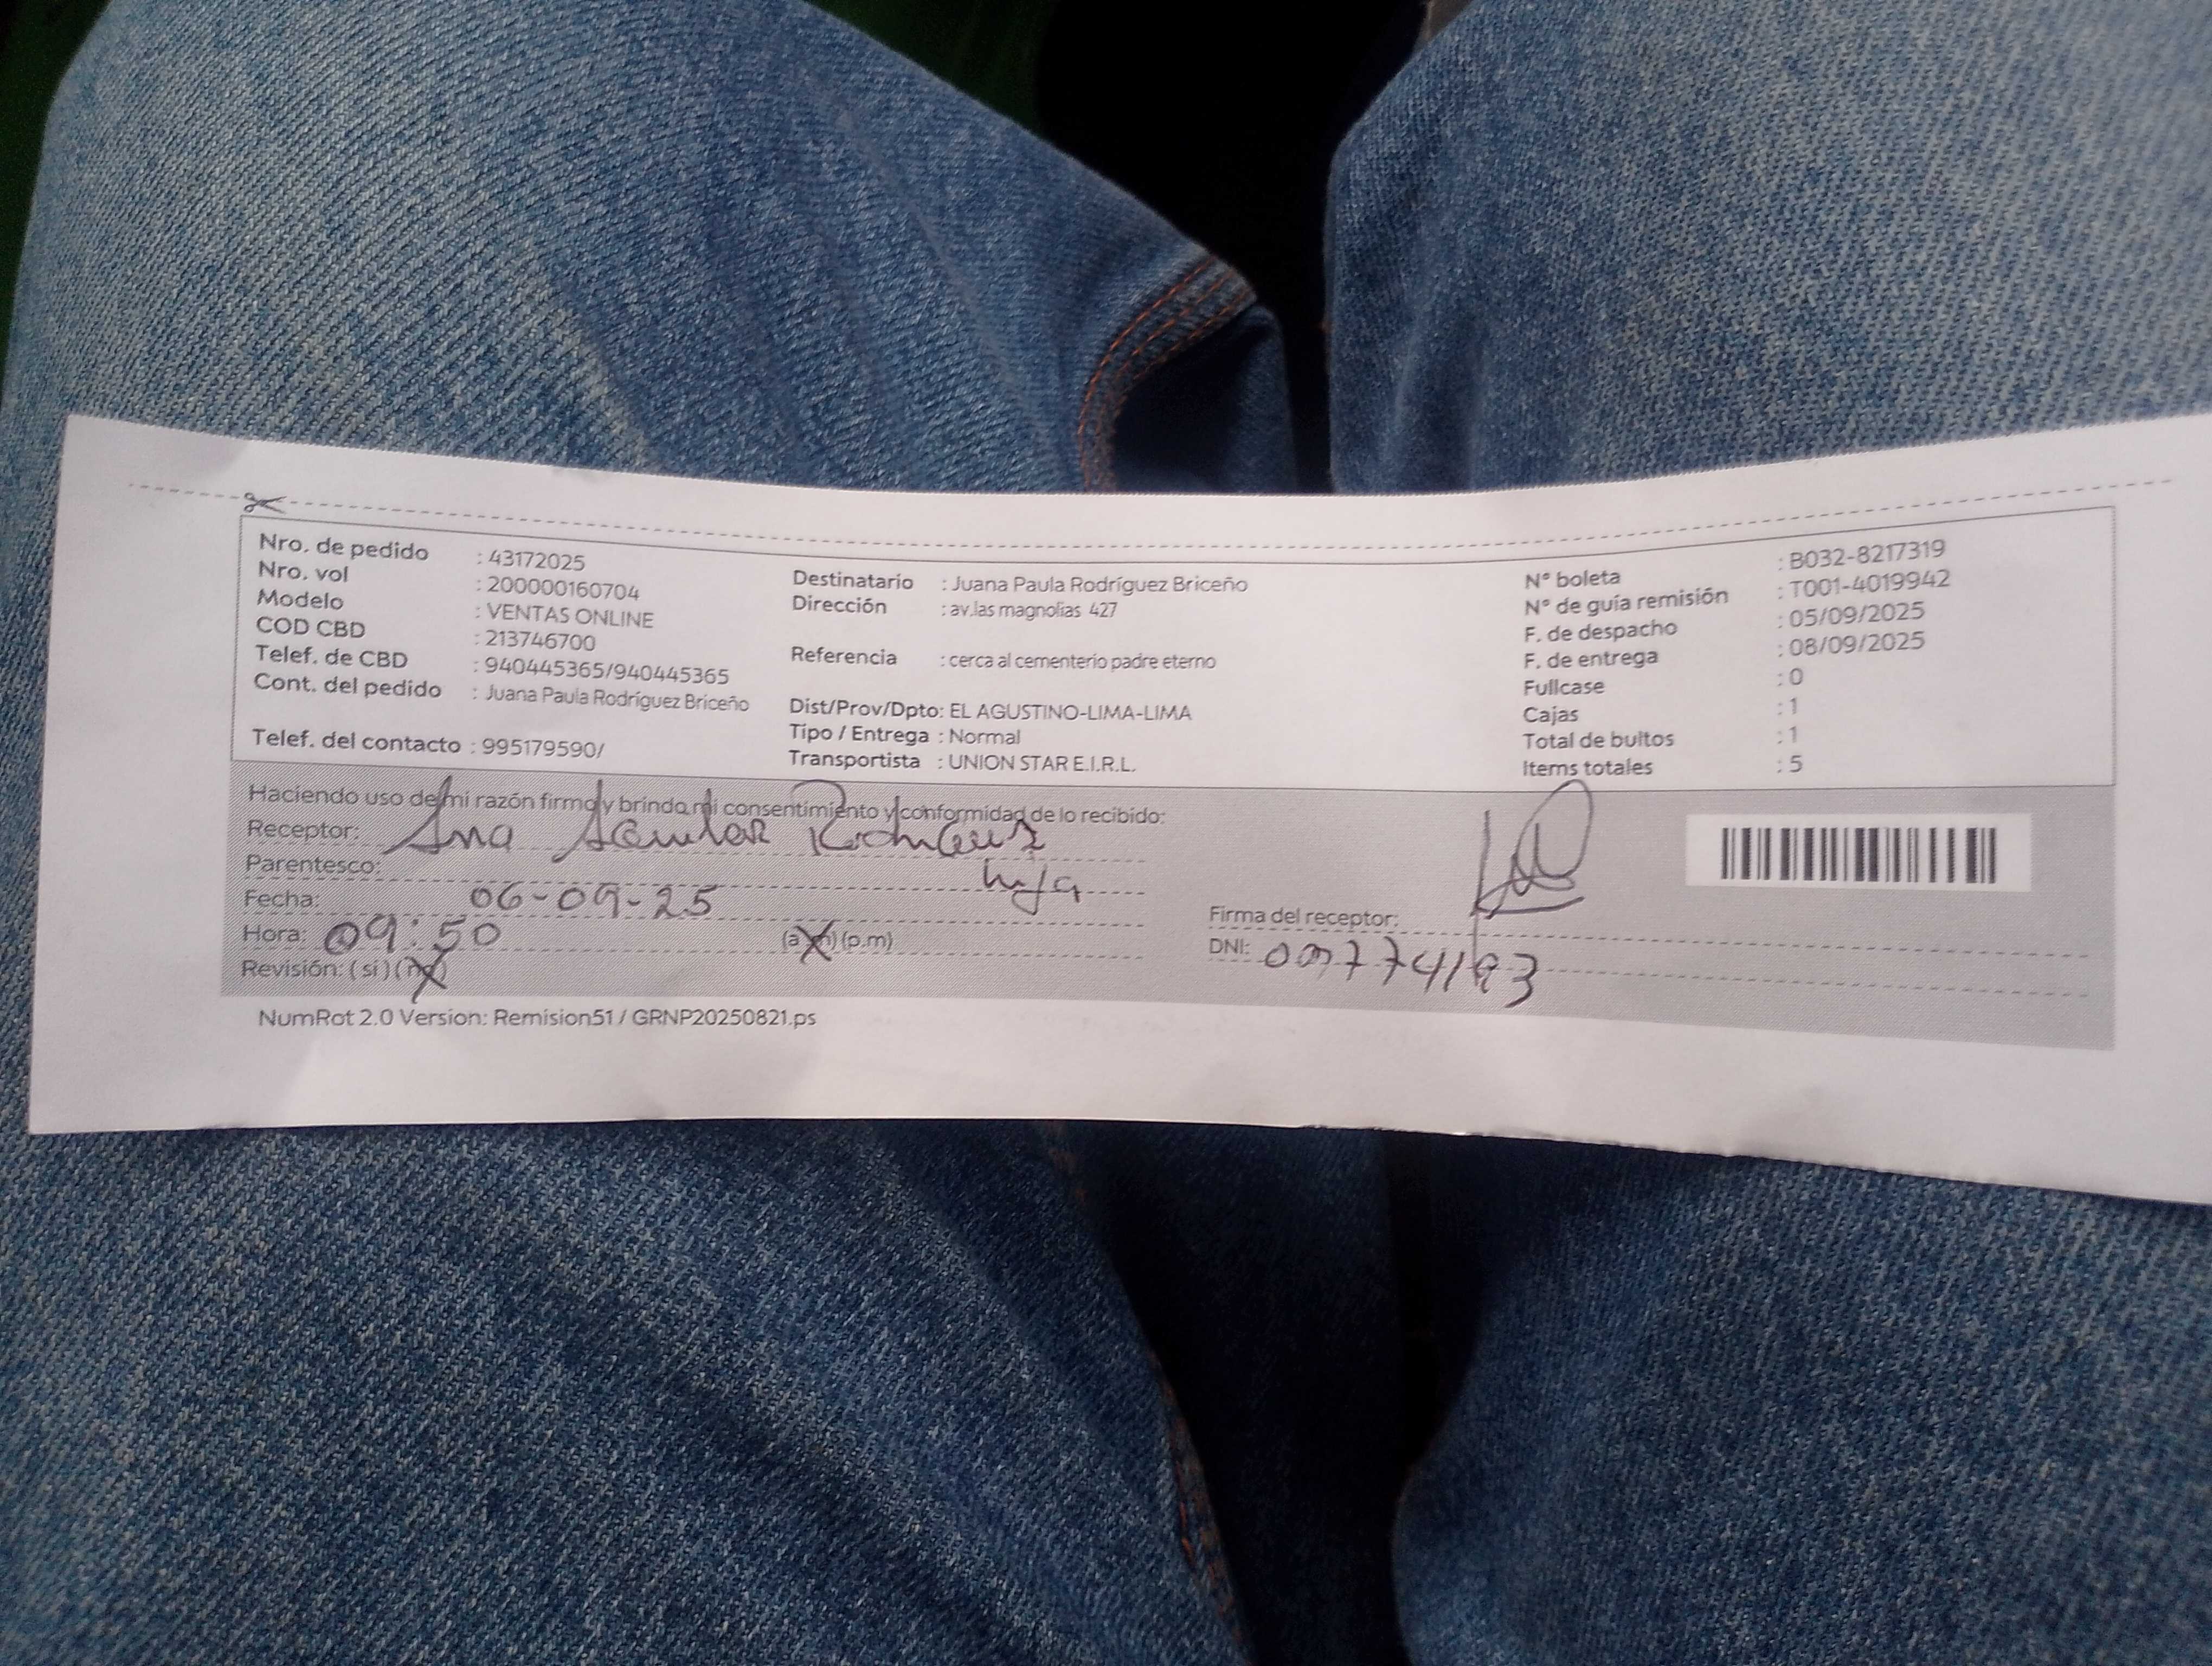 Nro. de pedido : 43172025
Nro. vol : 200000160704
Modelo : VENTAS ONLINE
COD CBD : 213746700
Telef. de CBD : 940445365/940445365
Cont. del pedido : Juana Paula Rodríguez Briceño
Telef. del contacto : 995179590/
Destinatario : Juana Paula Rodríguez Briceño
Dirección : av.las magnolias 427
Referencia : cerca al cementerio padre eterno
Dist/Prov/Dpto: EL AGUSTINO-LIMA-LIMA
Tipo / Entrega : Normal
Transportista : UNION STAR E.I.R.L.
N° boleta : B032-8217319
N° de guía remisión : T001-4019942
F. de despacho : 05/09/2025
F. de entrega : 08/09/2025
Fullcase : 0
Cajas : 1
Total de bultos : 1
Items totales : 5
Haciendo uso de mi razón firmo y brindo mi consentimiento y conformidad de lo recibido:
Receptor: Ana Aguilar Rodriguez
Parentesco: hija
Fecha: 06-09-25
Hora: 09:50 (a.m) (p.m)
Revisión: (si) (no)
Firma del receptor:
DNI:
NumRot 2.0 Version: Remision51 / GRNP20250821.ps